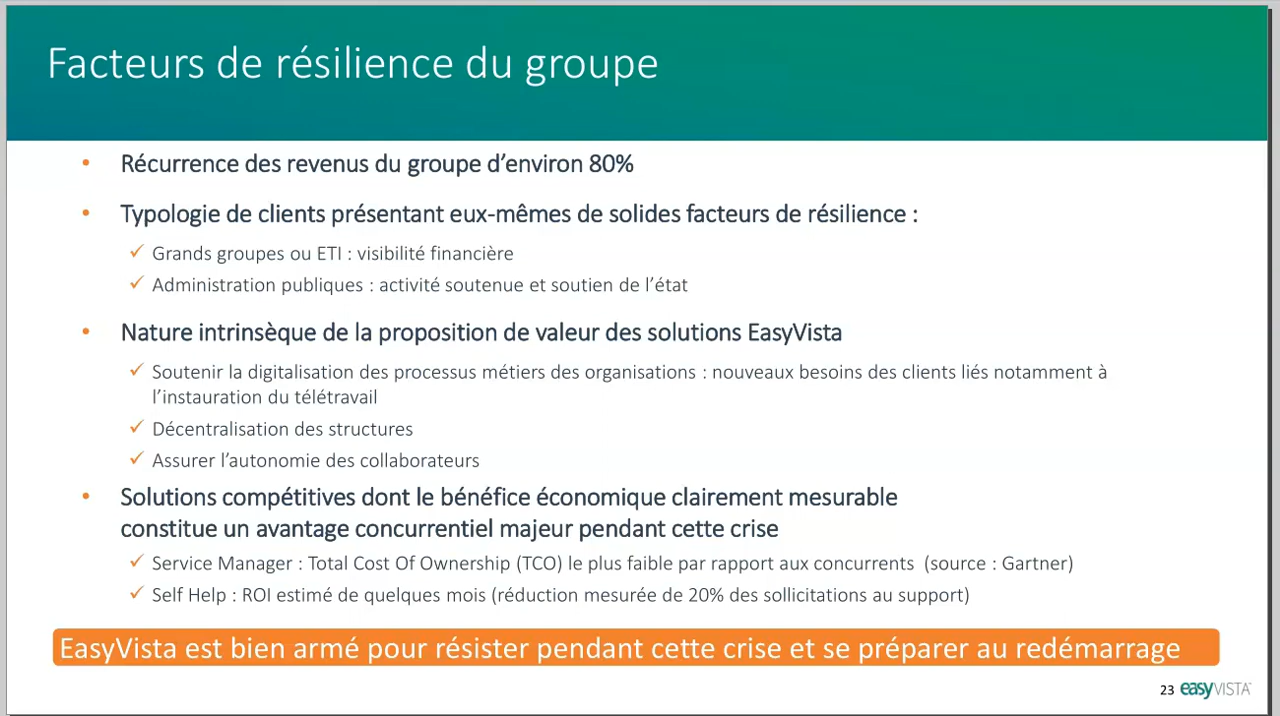 Facteurs de résilience du groupe
• Récurrence des revenus du groupe d’environ 80%
• Typologie de clients présentant eux-mêmes de solides facteurs de résilience :
✓ Grands groupes ou ETI : visibilité financière
✓ Administration publiques : activité soutenue et soutien de l’état
• Nature intrinsèque de la proposition de valeur des solutions EasyVista
✓ Soutenir la digitalisation des processus métiers des organisations : nouveaux besoins des clients liés notamment à
l’instauration du télétravail
✓ Décentralisation des structures
✓ Assurer l’autonomie des collaborateurs
• Solutions compétitives dont le bénéfice économique clairement mesurable
constitue un avantage concurrentiel majeur pendant cette crise
✓ Service Manager : Total Cost Of Ownership (TCO) le plus faible par rapport aux concurrents (source : Gartner)
✓ Self Help : ROI estimé de quelques mois (réduction mesurée de 20% des sollicitations au support)
EasyVista est bien armé pour résister pendant cette crise et se préparer au redémarrage
23 easyVISTA